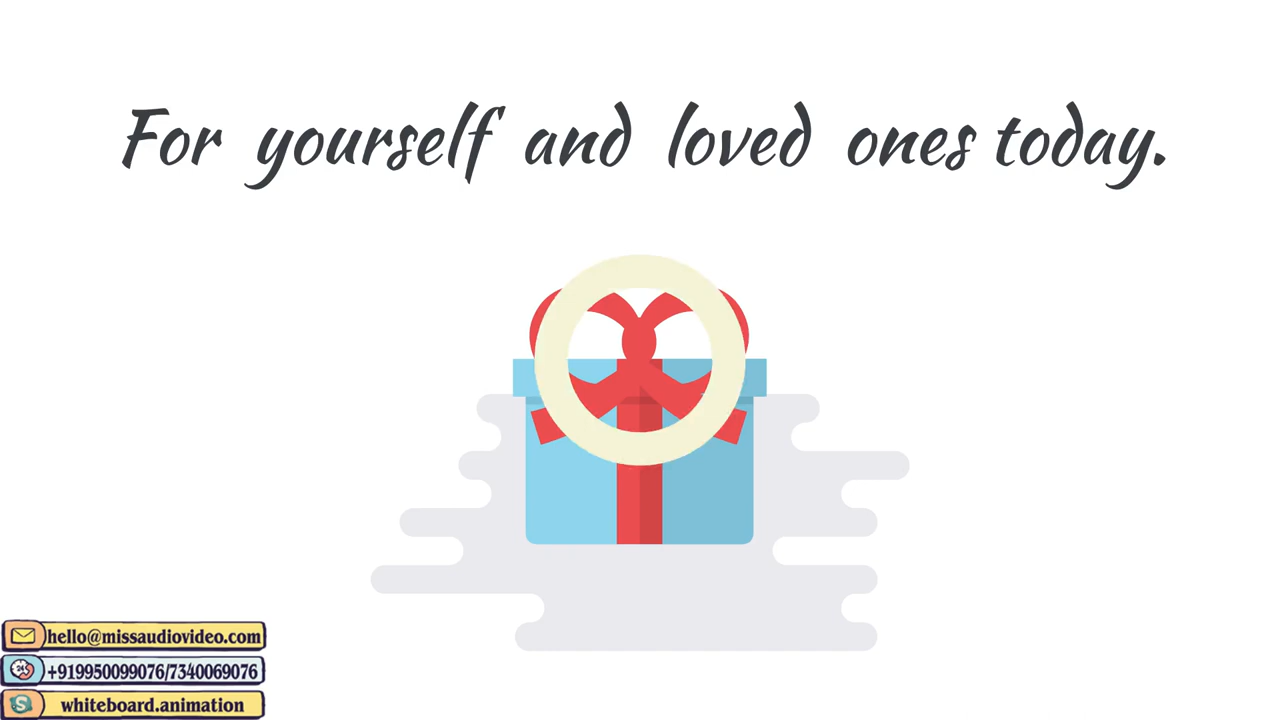 For yourself and loved ones today.
hello@missaudiovideo.com
+919950099076/7340069076
whiteboard.animation